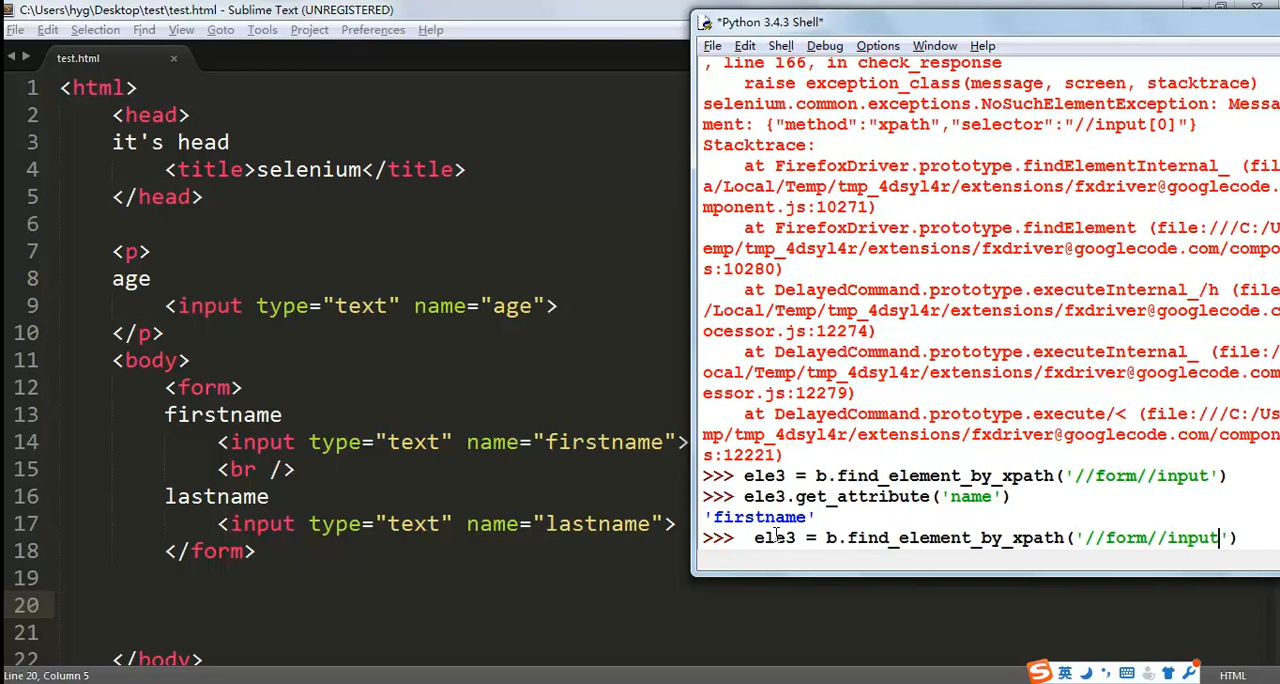 C:\Users\hyg\Desktop\test\test.html - Sublime Text (UNREGISTERED)
File Edit Selection Find View Goto Tools Project Preferences Help
test.html ×
1 <html>
2 <head>
3 it's head
4 <title>selenium</title>
5 </head>
6
7 <p>
8 age
9 <input type="text" name="age">
10 </p>
11 <body>
12 <form>
13 firstname
14 <input type="text" name="firstname">
15 <br />
16 lastname
17 <input type="text" name="lastname">
18 </form>
19
20
21
22 </body>
Line 20, Column 5
*Python 3.4.3 Shell*
File Edit Shell Debug Options Window Help
, line 166, in check_response
raise exception_class(message, screen, stacktrace)
selenium.common.exceptions.NoSuchElementException: Messa
ment: {"method":"xpath","selector":"//input[0]"}
Stacktrace:
at FirefoxDriver.prototype.findElementInternal_ (fil
a/Local/Temp/tmp_4dsyl4r/extensions/fxdriver@googlecode.
mponent.js:10271)
at FirefoxDriver.prototype.findElement (file:///C:/U
emp/tmp_4dsyl4r/extensions/fxdriver@googlecode.com/compo
s:10280)
at DelayedCommand.prototype.executeInternal_/h (file
/Local/Temp/tmp_4dsyl4r/extensions/fxdriver@googlecode.c
ocessor.js:12274)
at DelayedCommand.prototype.executeInternal_ (file:/
ocal/Temp/tmp_4dsyl4r/extensions/fxdriver@googlecode.com
essor.js:12279)
at DelayedCommand.prototype.execute/< (file:///C:/Us
mp/tmp_4dsyl4r/extensions/fxdriver@googlecode.com/compon
s:12221)
>>> ele3 = b.find_element_by_xpath('//form//input')
>>> ele3.get_attribute('name')
'firstname'
>>> ele3 = b.find_element_by_xpath('//form//input')
英
HTML